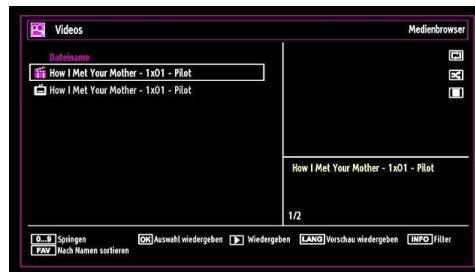 Videos
Medienbrowser
Dateiname
How I Met Your Mother - 1x01 - Pilot
How I Met Your Mother - 1x01 - Pilot
How I Met Your Mother - 1x01 - Pilot
1/2
0...9 Springen
OK Auswahl wiedergeben
Wiedergeben
LANG Vorschau wiedergeben
INFO Filter
FAV Nach Namen sortieren